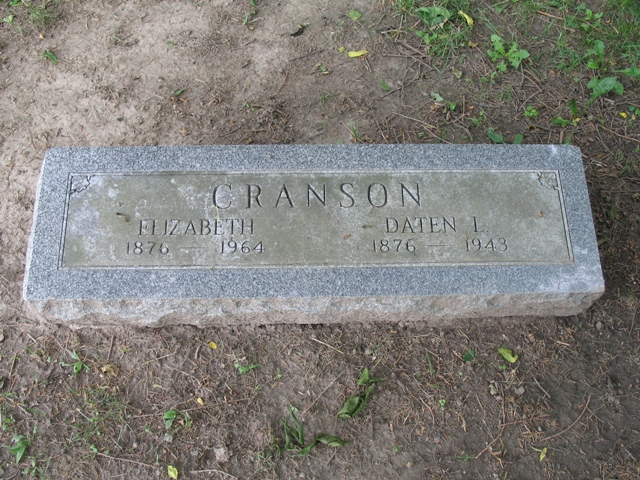 CRANSON
ELIZABETH DATEN L.
1876 — 1964 1876 — 1943